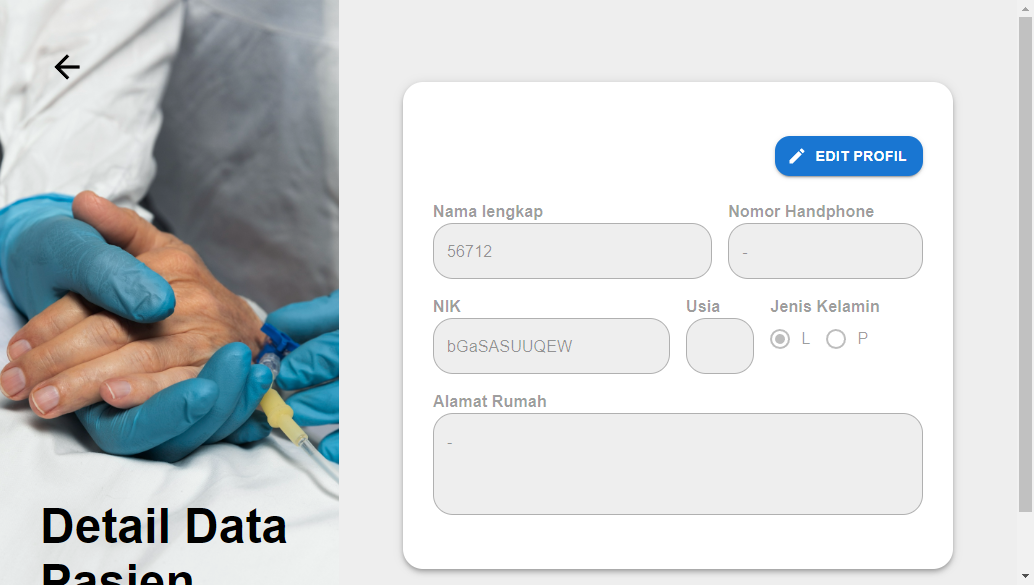 Detail Data
Pasien
EDIT PROFIL
Nama lengkap
Nomor Handphone
56712
-
NIK
Usia
Jenis Kelamin
bGaSASUUQEW
L
P
Alamat Rumah
-